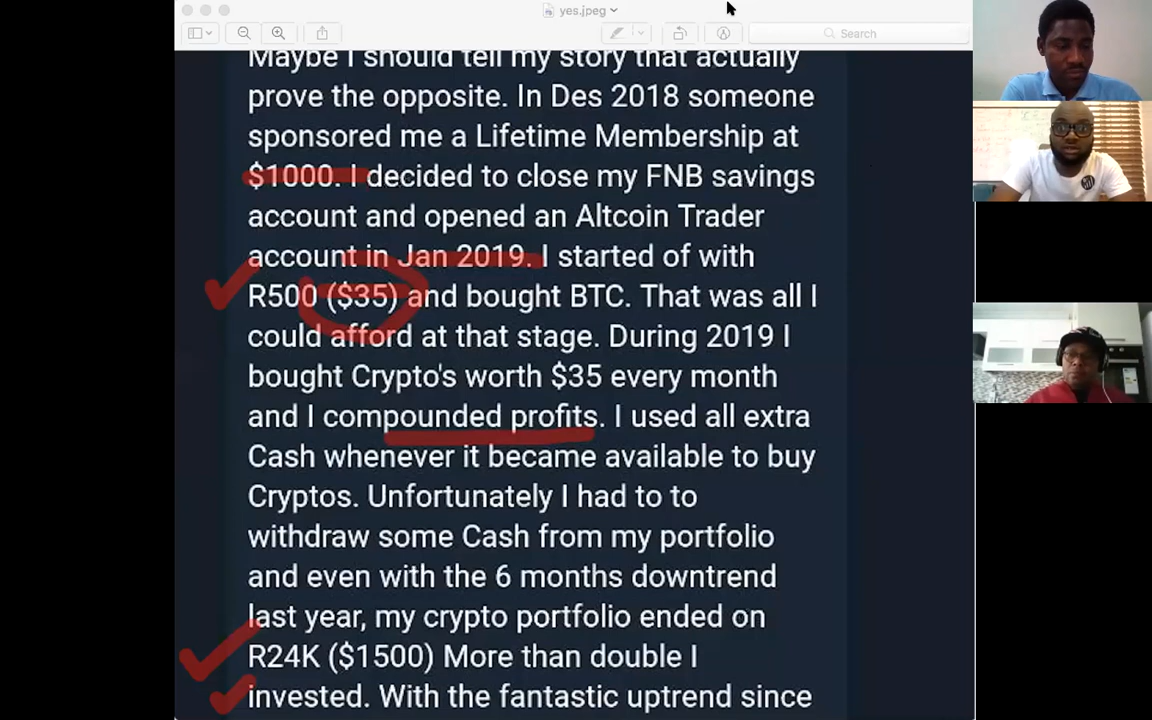 yes.jpeg
Search
Maybe I should tell my story that actually
prove the opposite. In Des 2018 someone
sponsored me a Lifetime Membership at
$1000. I decided to close my FNB savings
account and opened an Altcoin Trader
account in Jan 2019. I started of with
R500 ($35) and bought BTC. That was all I
could afford at that stage. During 2019 I
bought Crypto's worth $35 every month
and I compounded profits. I used all extra
Cash whenever it became available to buy
Cryptos. Unfortunately I had to to
withdraw some Cash from my portfolio
and even with the 6 months downtrend
last year, my crypto portfolio ended on
R24K ($1500) More than double I
invested. With the fantastic uptrend since